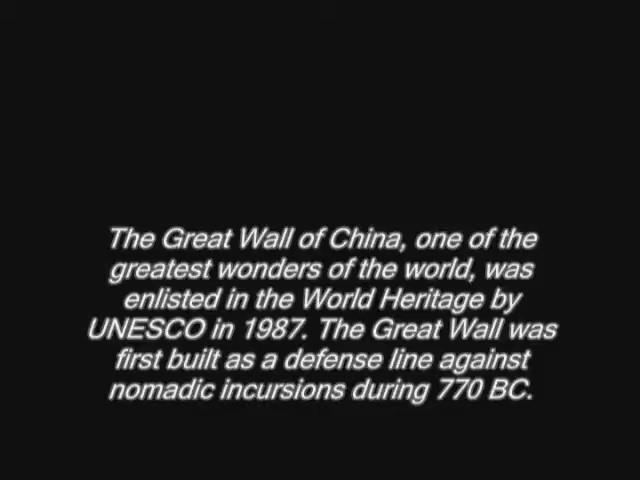 The Great Wall of China, one of the
greatest wonders of the world, was
enlisted in the World Heritage by
UNESCO in 1987. The Great Wall was
first built as a defense line against
nomadic incursions during 770 BC.